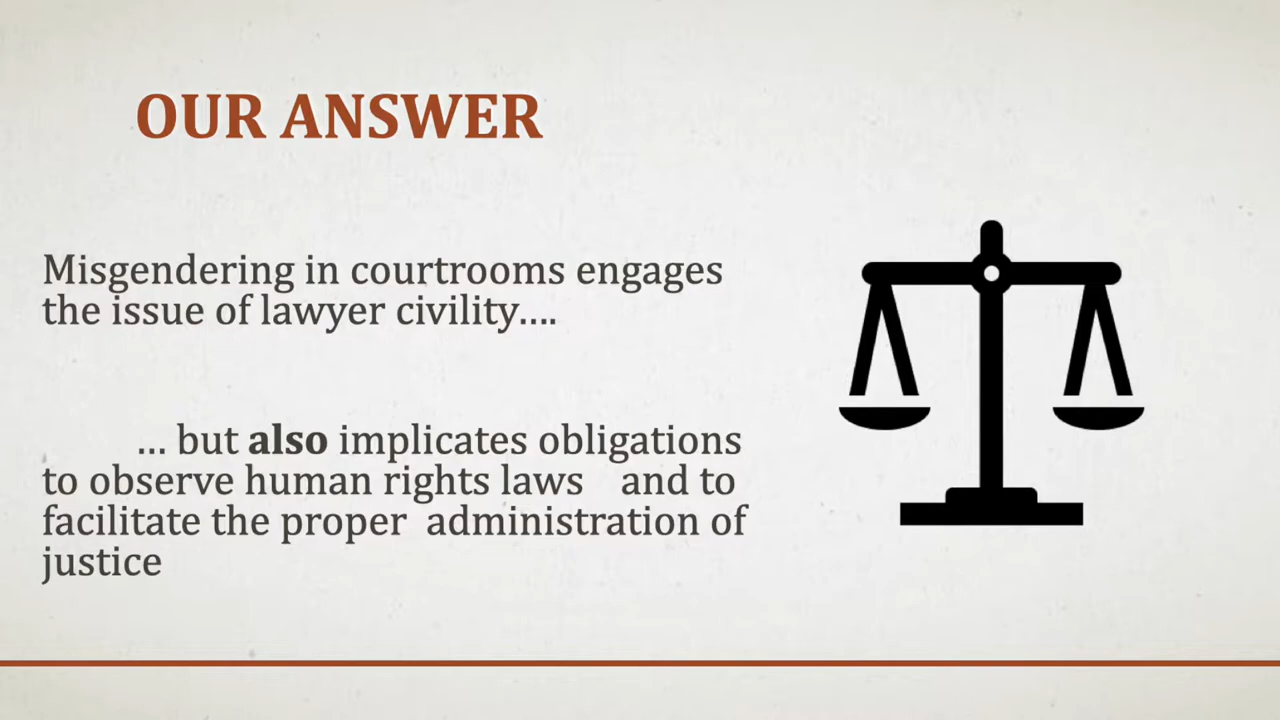 OUR ANSWER
Misgendering in courtrooms engages
the issue of lawyer civility....
... but also implicates obligations
to observe human rights laws and to
facilitate the proper administration of
justice